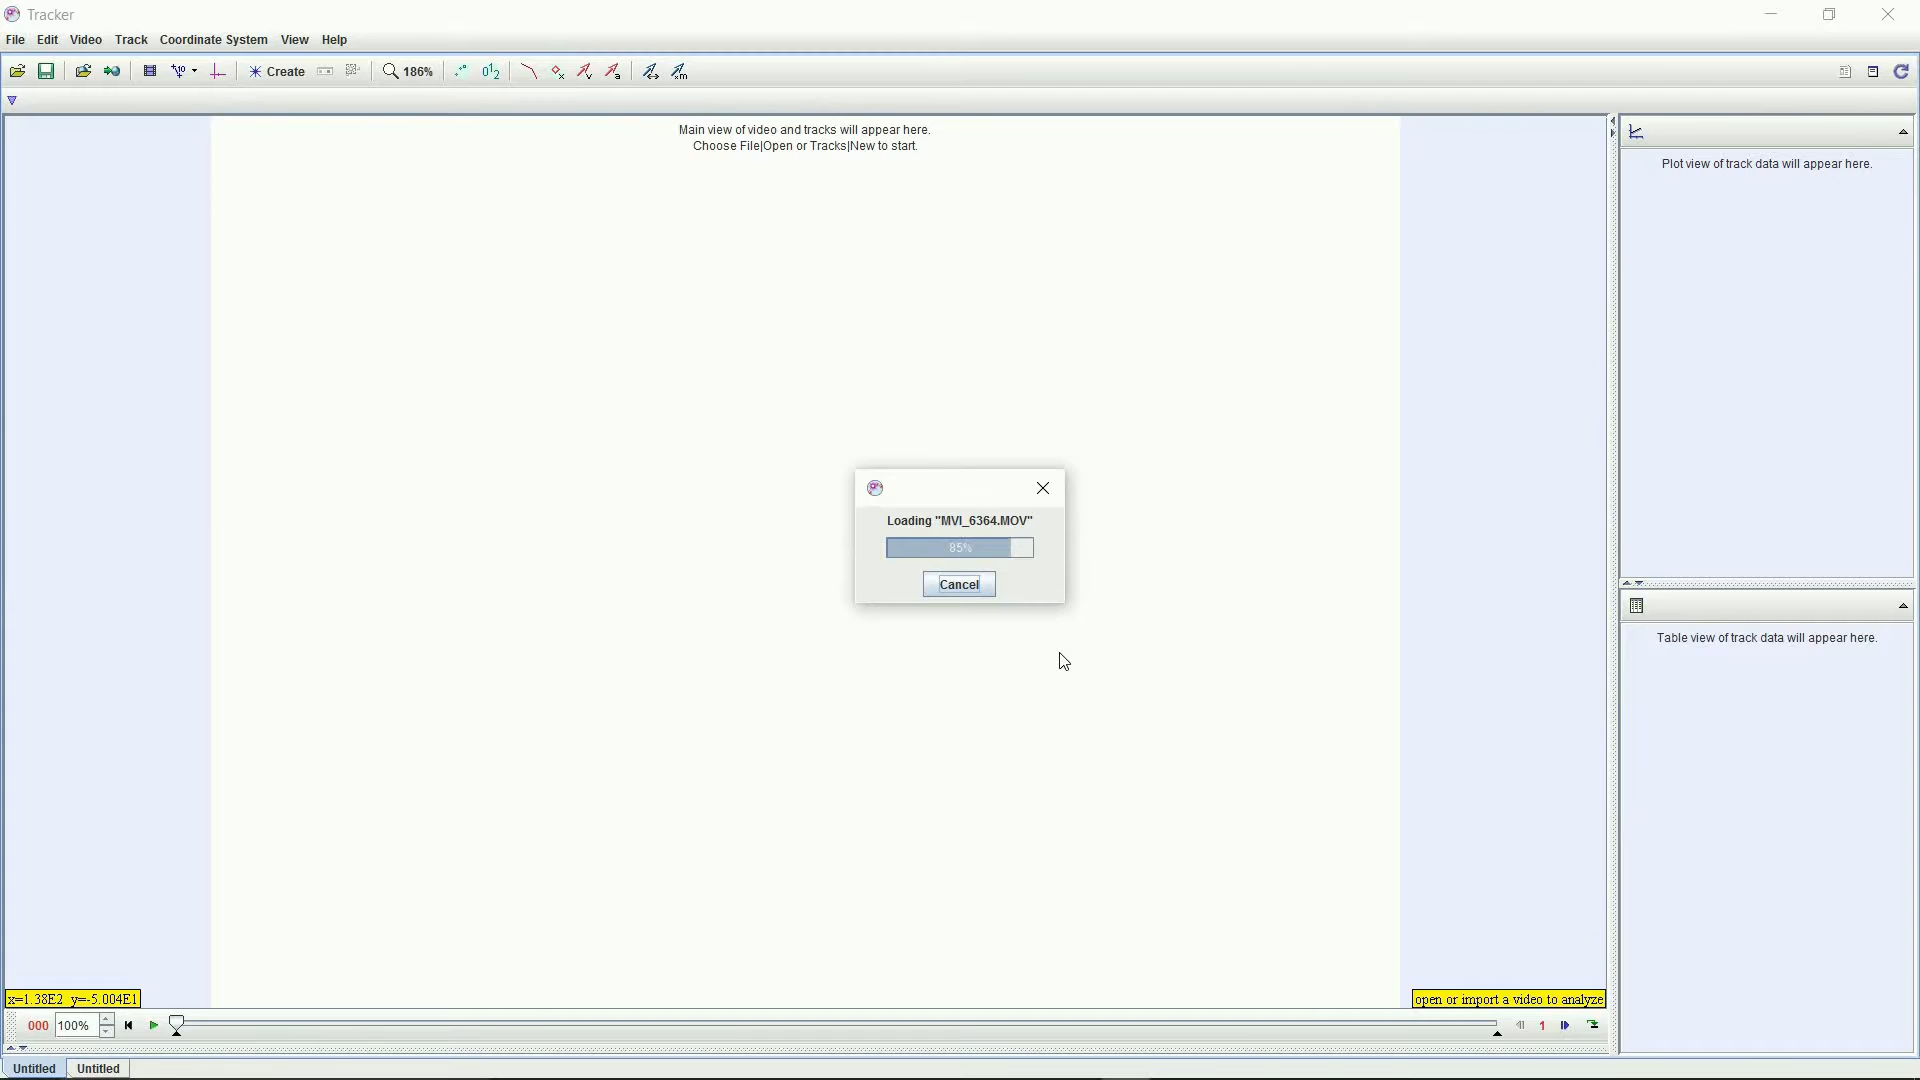 Tracker
File Edit Video Track Coordinate System View Help
Create 186%
Main view of video and tracks will appear here.
Choose File|Open or Tracks|New to start.
Plot view of track data will appear here.
Loading "MVI_6364.MOV"
85%
Cancel
Table view of track data will appear here.
x=1.38E2 y=-5.004E1
open or import a video to analyze
000 100% 1
Untitled Untitled